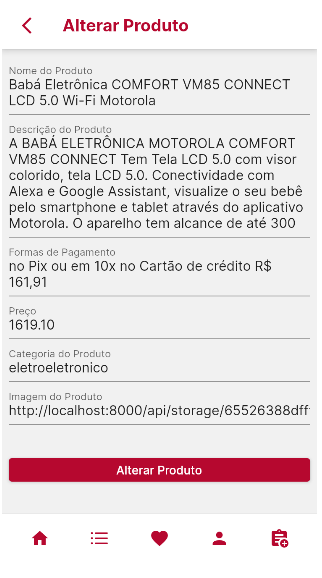 Alterar Produto
Nome do Produto
Babá Eletrônica COMFORT VM85 CONNECT
LCD 5.0 Wi-Fi Motorola
Descrição do Produto
A BABÁ ELETRÔNICA MOTOROLA COMFORT
VM85 CONNECT Tem Tela LCD 5.0 com visor
colorido, tela LCD 5.0. Conectividade com
Alexa e Google Assistant, visualize o seu bebê
pelo smartphone e tablet através do aplicativo
Motorola. O aparelho tem alcance de até 300
Formas de Pagamento
no Pix ou em 10x no Cartão de crédito R$
161,91
Preço
1619.10
Categoria do Produto
eletroeletronico
Imagem do Produto
http://localhost:8000/api/storage/65526388dff
Alterar Produto